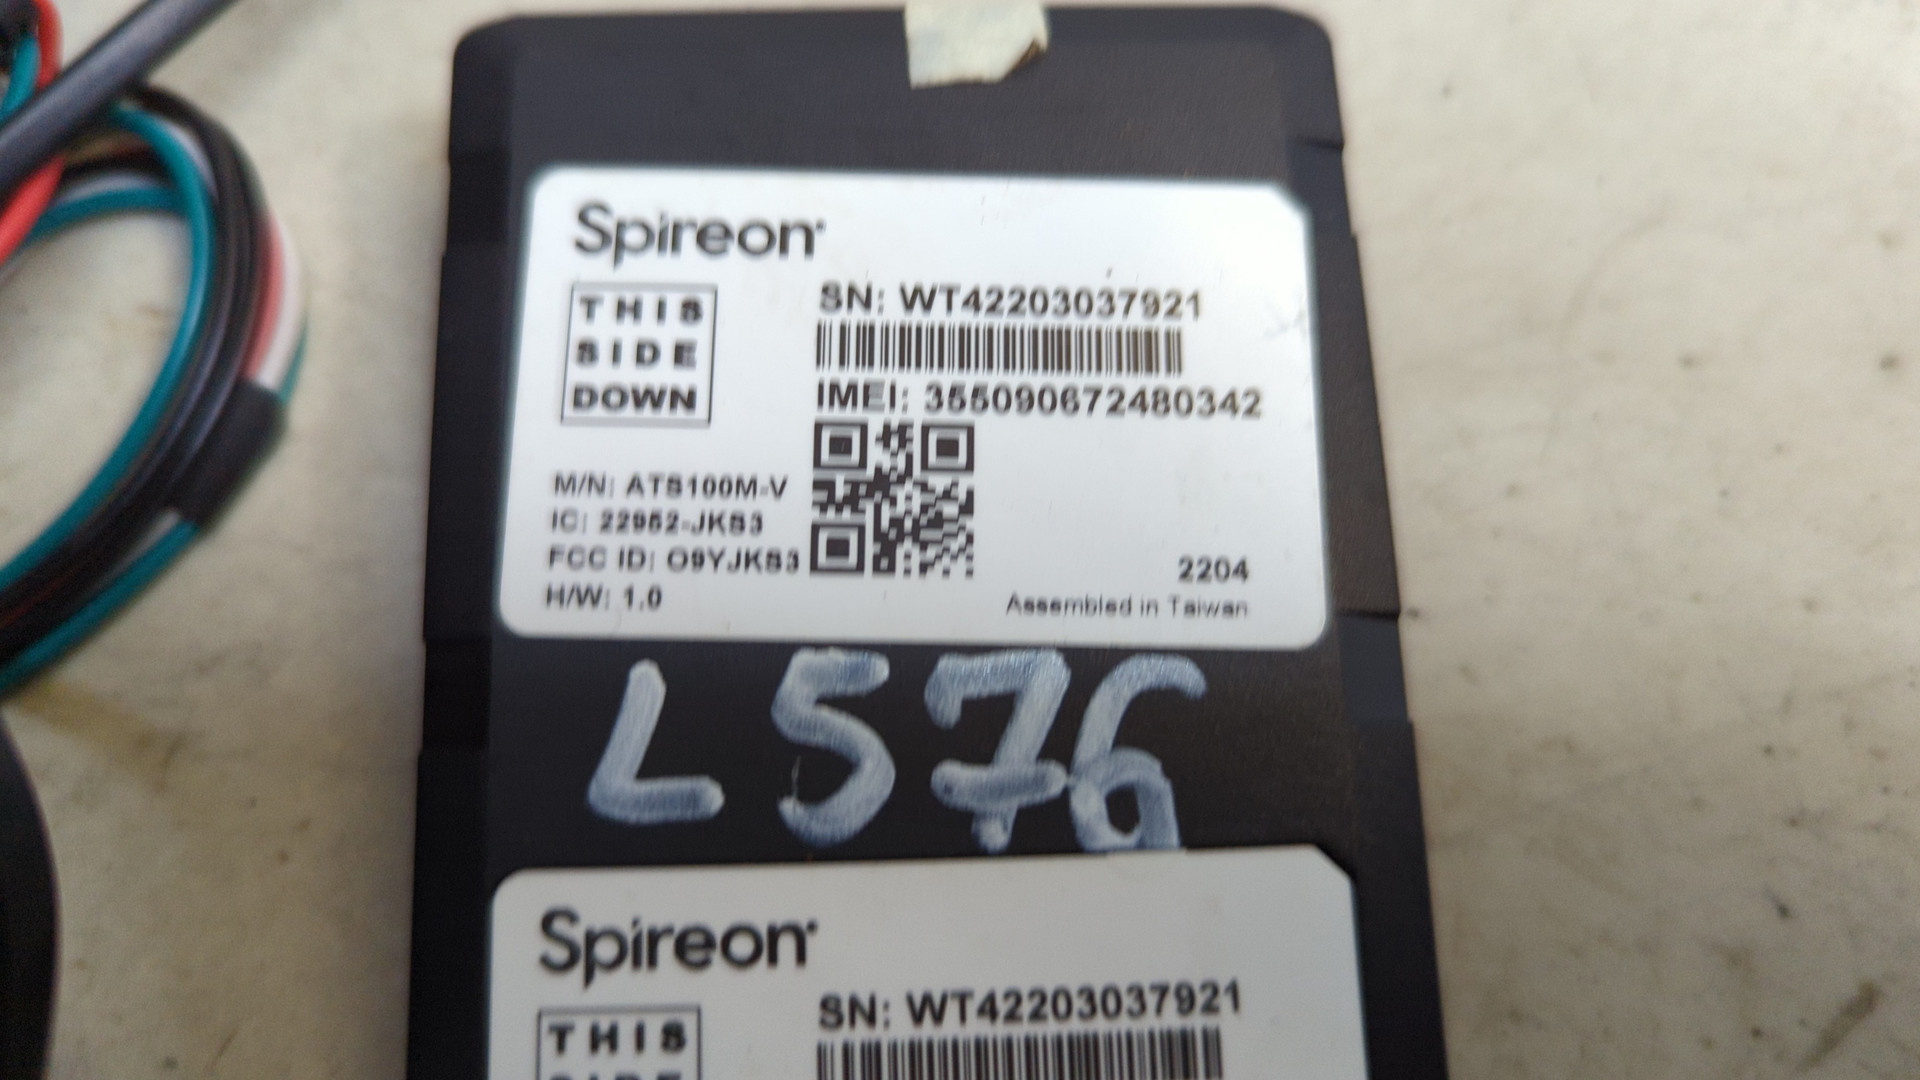 Spireon
THIS
SIDE
DOWN
SN: WT42203037921
IMEI: 355090672480342
M/N: ATS100M-V
IC: 22952-JKS3
FCC ID: O9YJKS3
H/W: 1.0
2204
Assembled in Taiwan
L576
Spireon
THIS
SN: WT42203037921